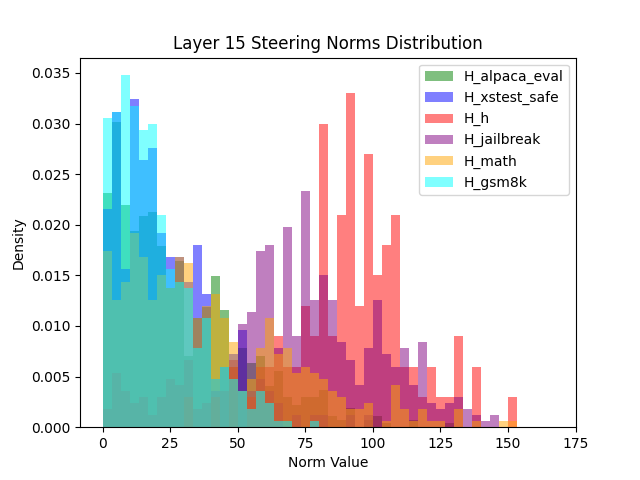 Layer 15 Steering Norms Distribution
H_alpaca_eval
H_xstest_safe
H_h
H_jailbreak
H_math
H_gsm8k
Density
0.035
0.030
0.025
0.020
0.015
0.010
0.005
0.000
0 25 50 75 100 125 150 175
Norm Value